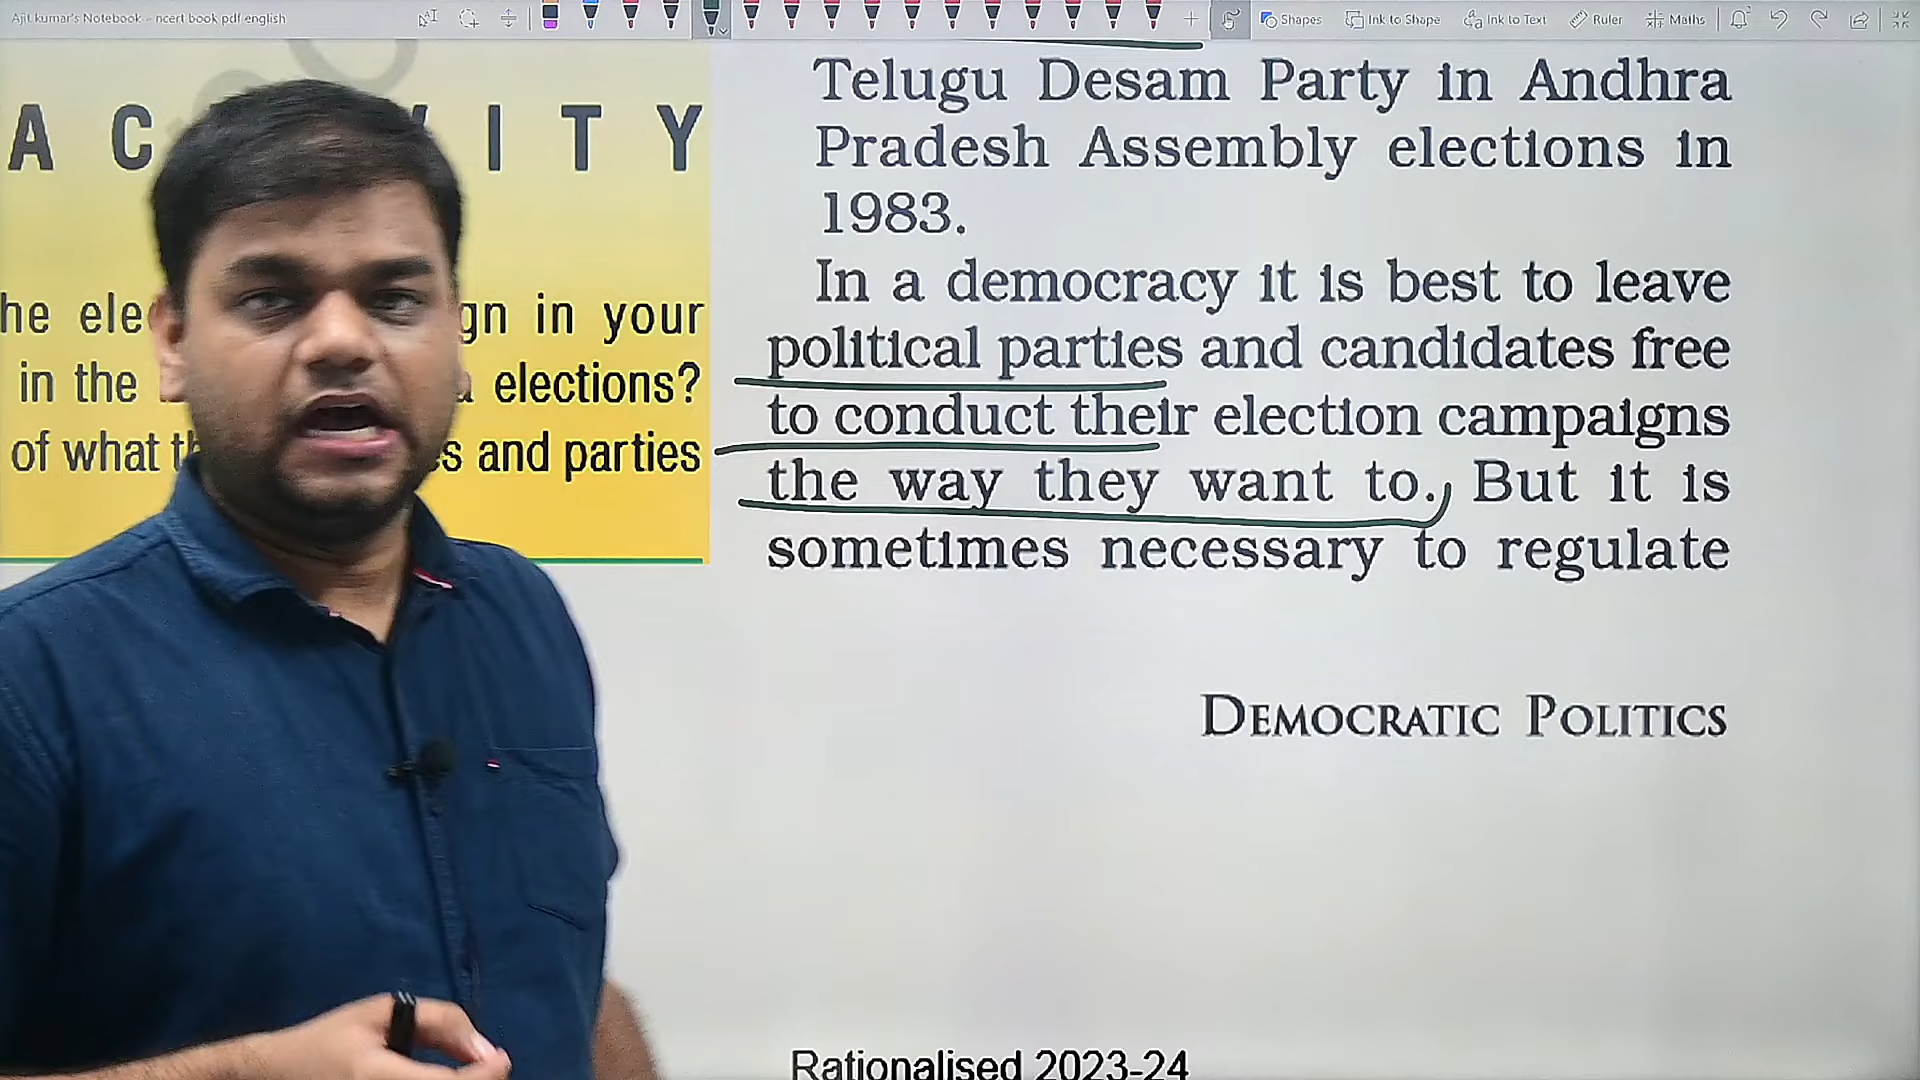 Ajit kumar's Notebook - ncert book pdf english
Shapes
Ink to Shape
Ink to Text
Ruler
Maths
A C V I T Y
gn in your
in the
elections?
of what
s and parties
Telugu Desam Party in Andhra
Pradesh Assembly elections in
1983.
In a democracy it is best to leave
political parties and candidates free
to conduct their election campaigns
the way they want to. But it is
sometimes necessary to regulate
DEMOCRATIC POLITICS
Rationalised 2023-24